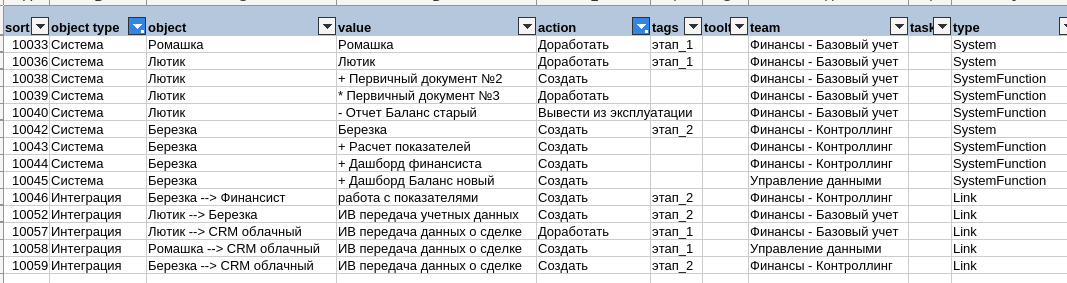 sort object type object value action tags toolt team task type
10033 Система Ромашка Ромашка Доработать этап_1 Финансы - Базовый учет System
10036 Система Лютик Лютик Доработать этап_1 Финансы - Базовый учет System
10038 Система Лютик + Первичный документ №2 Создать Финансы - Базовый учет SystemFunction
10039 Система Лютик * Первичный документ №3 Доработать Финансы - Базовый учет SystemFunction
10040 Система Лютик - Отчет Баланс старый Вывести из эксплуатации Финансы - Базовый учет SystemFunction
10042 Система Березка Березка Создать этап_2 Финансы - Контроллинг System
10043 Система Березка + Расчет показателей Создать Финансы - Контроллинг SystemFunction
10044 Система Березка + Дашборд финансиста Создать Финансы - Контроллинг SystemFunction
10045 Система Березка + Дашборд Баланс новый Создать Управление данными SystemFunction
10046 Интеграция Березка --> Финансист работа с показателями Создать этап_2 Финансы - Контроллинг Link
10052 Интеграция Лютик --> Березка ИВ передача учетных данных Создать этап_2 Финансы - Базовый учет Link
10057 Интеграция Лютик --> CRM облачный ИВ передача данных о сделке Доработать этап_1 Финансы - Базовый учет Link
10058 Интеграция Ромашка --> CRM облачный ИВ передача данных о сделке Создать этап_1 Управление данными Link
10059 Интеграция Березка --> CRM облачный ИВ передача данных о сделке Создать этап_2 Финансы - Контроллинг Link